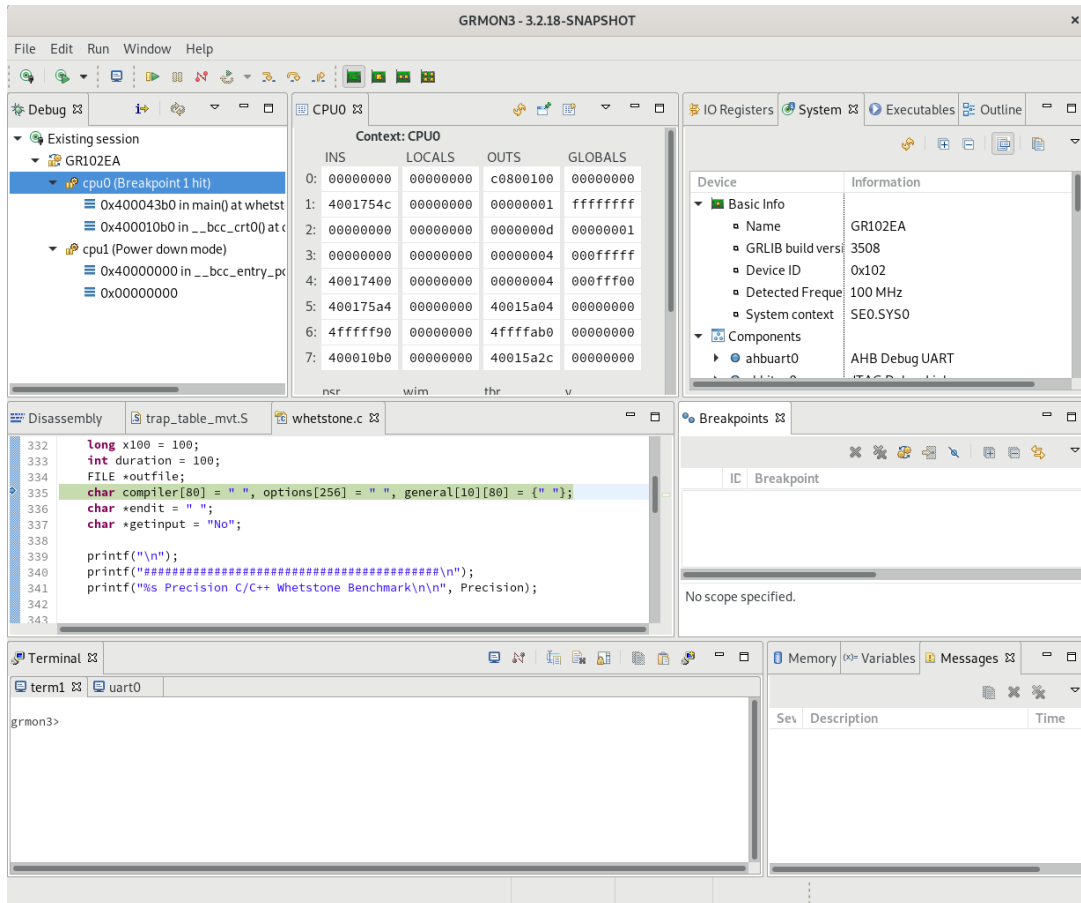 GRMON3 - 3.2.18-SNAPSHOT
File Edit Run Window Help
Debug
Existing session
GR102EA
cpu0 (Breakpoint 1 hit)
0x400043b0 in main() at whetst
0x400010b0 in __bcc_crt0() at c
cpu1 (Power down mode)
0x40000000 in __bcc_entry_po
0x00000000
CPU0
Context: CPU0
INS LOCALS OUTS GLOBALS
0: 00000000 00000000 c0800100 00000000
1: 4001754c 00000000 00000001 ffffffff
2: 00000000 00000000 0000000d 00000001
3: 00000000 00000000 00000004 000fffff
4: 40017400 00000000 00000004 000fff00
5: 400175a4 00000000 40015a04 00000000
6: 4fffff90 00000000 4ffffab0 00000000
7: 400010b0 00000000 40015a2c 00000000
psr wim tbr y
IO Registers System Executables Outline
Device Information
Basic Info
Name GR102EA
GRLIB build versi 3508
Device ID 0x102
Detected Freque 100 MHz
System context SE0.SYS0
Components
ahbuart0 AHB Debug UART
Disassembly trap_table_mvt.S whetstone.c
332 long x100 = 100;
333 int duration = 100;
334 FILE *outfile;
335 char compiler[80] = " ", options[256] = " ", general[10][80] = {" "};
336 char *endit = " ";
337 char *getinput = "No";
338
339 printf("\n");
340 printf("##########################################\n");
341 printf("%s Precision C/C++ Whetstone Benchmark\n\n", Precision);
342
343
Breakpoints
IC Breakpoint
No scope specified.
Terminal
term1 uart0
grmon3>
Memory (x)= Variables Messages
Sev Description Time